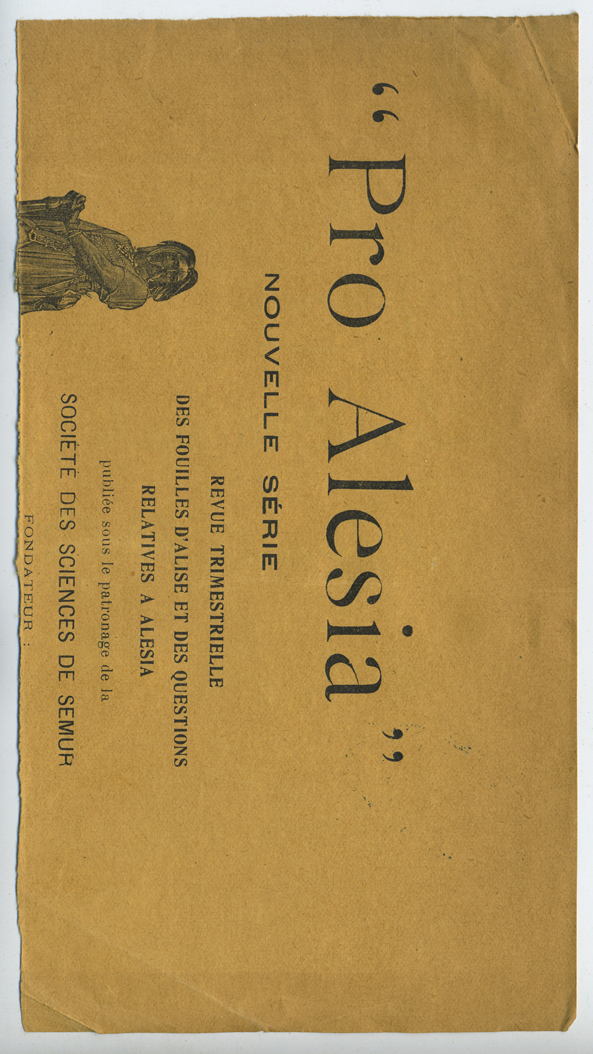 “Pro Alesia”
NOUVELLE SÉRIE
REVUE TRIMESTRIELLE
DES FOUILLES D'ALISE ET DES QUESTIONS
RELATIVES A ALESIA
publiée sous le patronage de la
SOCIÉTÉ DES SCIENCES DE SEMUR
FONDATEUR :